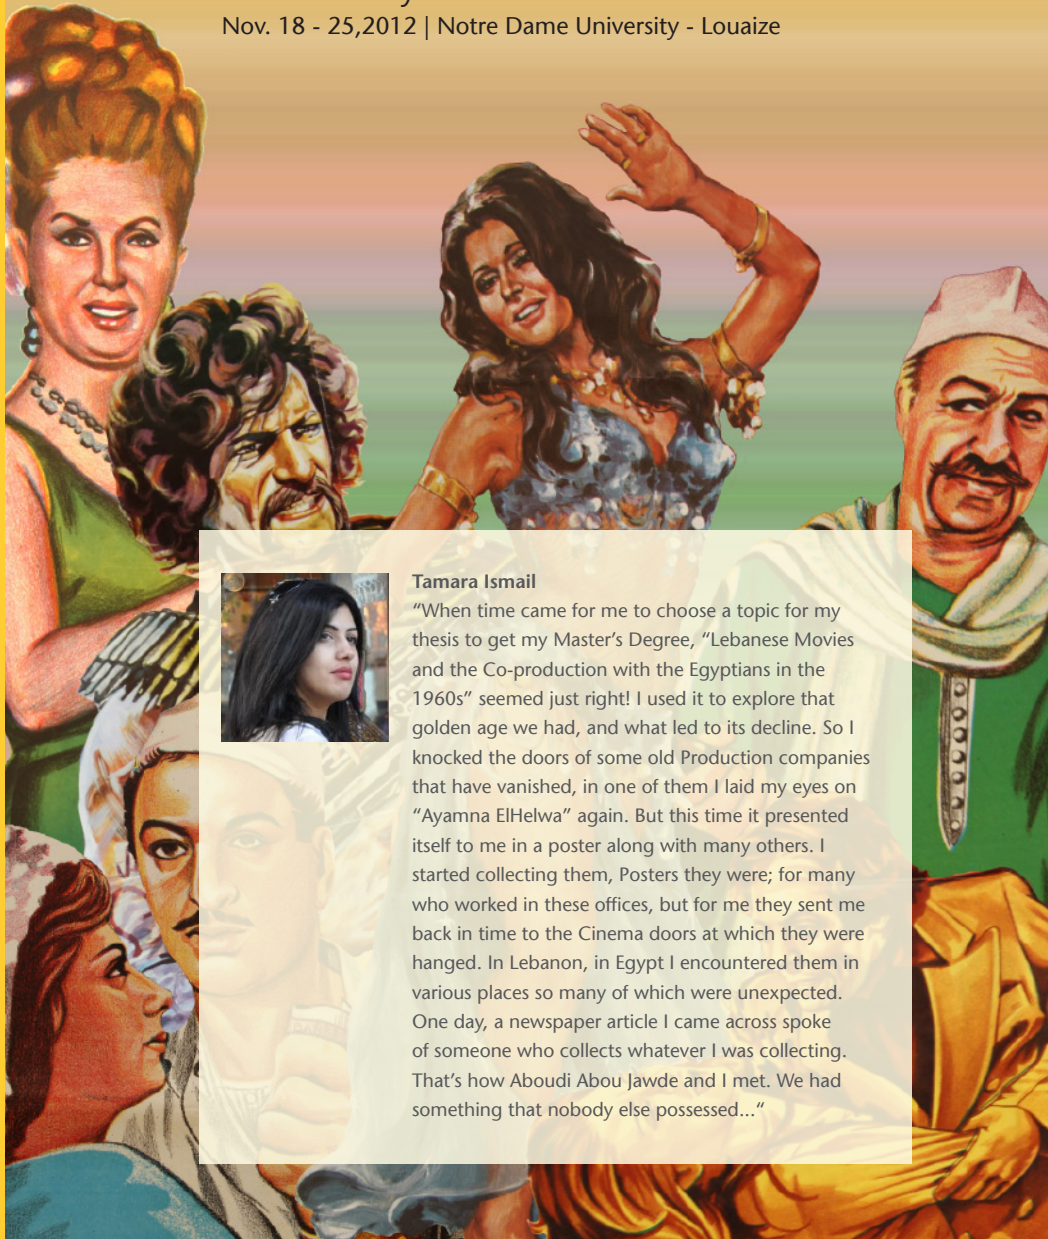 Nov. 18 - 25,2012 | Notre Dame University - Louaize
Tamara Ismail
“When time came for me to choose a topic for my
thesis to get my Master’s Degree, “Lebanese Movies
and the Co-production with the Egyptians in the
1960s” seemed just right! I used it to explore that
golden age we had, and what led to its decline. So I
knocked the doors of some old Production companies
that have vanished, in one of them I laid my eyes on
“Ayamna ElHelwa” again. But this time it presented
itself to me in a poster along with many others. I
started collecting them, Posters they were; for many
who worked in these offices, but for me they sent me
back in time to the Cinema doors at which they were
hanged. In Lebanon, in Egypt I encountered them in
various places so many of which were unexpected.
One day, a newspaper article I came across spoke
of someone who collects whatever I was collecting.
That’s how Aboudi Abou Jawde and I met. We had
something that nobody else possessed...“